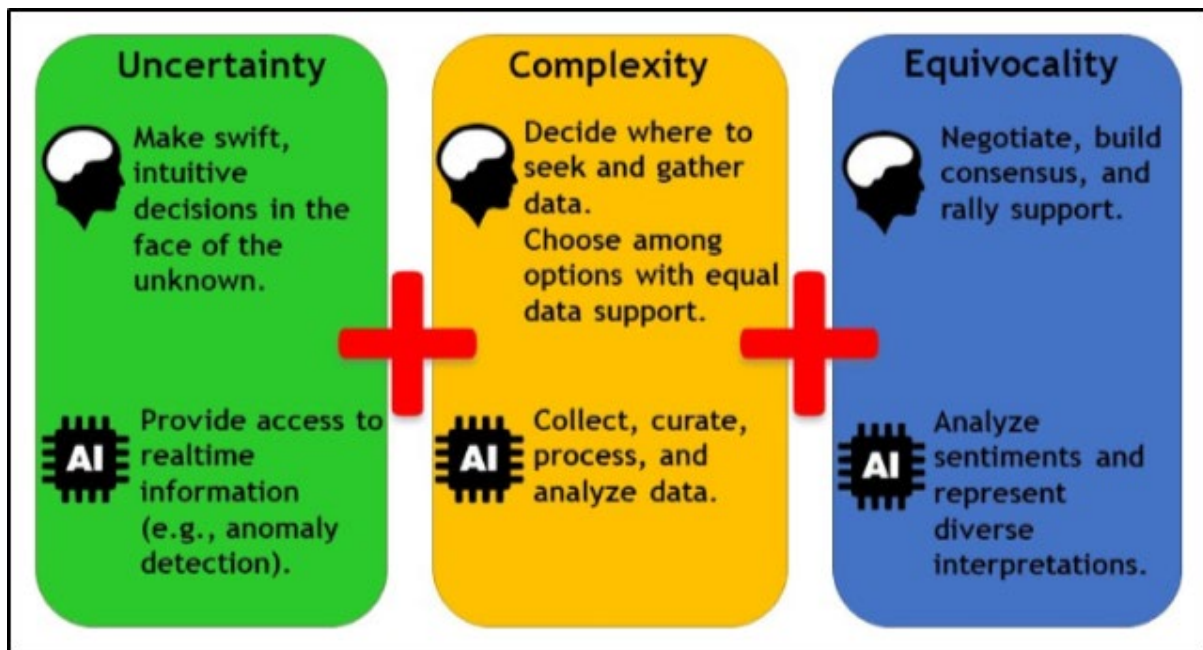 Uncertainty
Make swift,
intuitive
decisions in the
face of the
unknown.
AI
Provide access to
realtime
information
(e.g., anomaly
detection).
Complexity
Decide where to
seek and gather
data.
Choose among
options with equal
data support.
AI
Collect, curate,
process, and
analyze data.
Equivocality
Negotiate, build
consensus, and
rally support.
AI
Analyze
sentiments and
represent
diverse
interpretations.